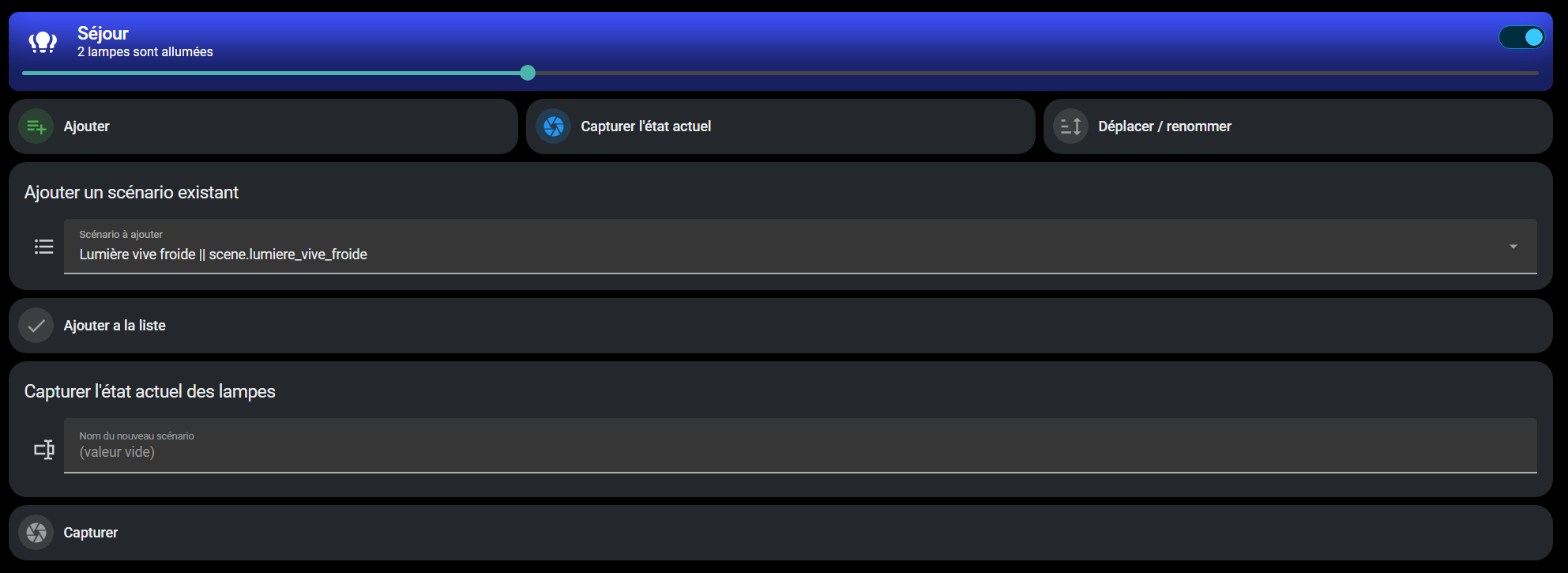 Séjour
2 lampes sont allumées
Ajouter
Capturer l'état actuel
Déplacer / renommer
Ajouter un scénario existant
Scénario à ajouter
Lumière vive froide || scene.lumiere_vive_froide
Ajouter a la liste
Capturer l'état actuel des lampes
Nom du nouveau scénario
(valeur vide)
Capturer